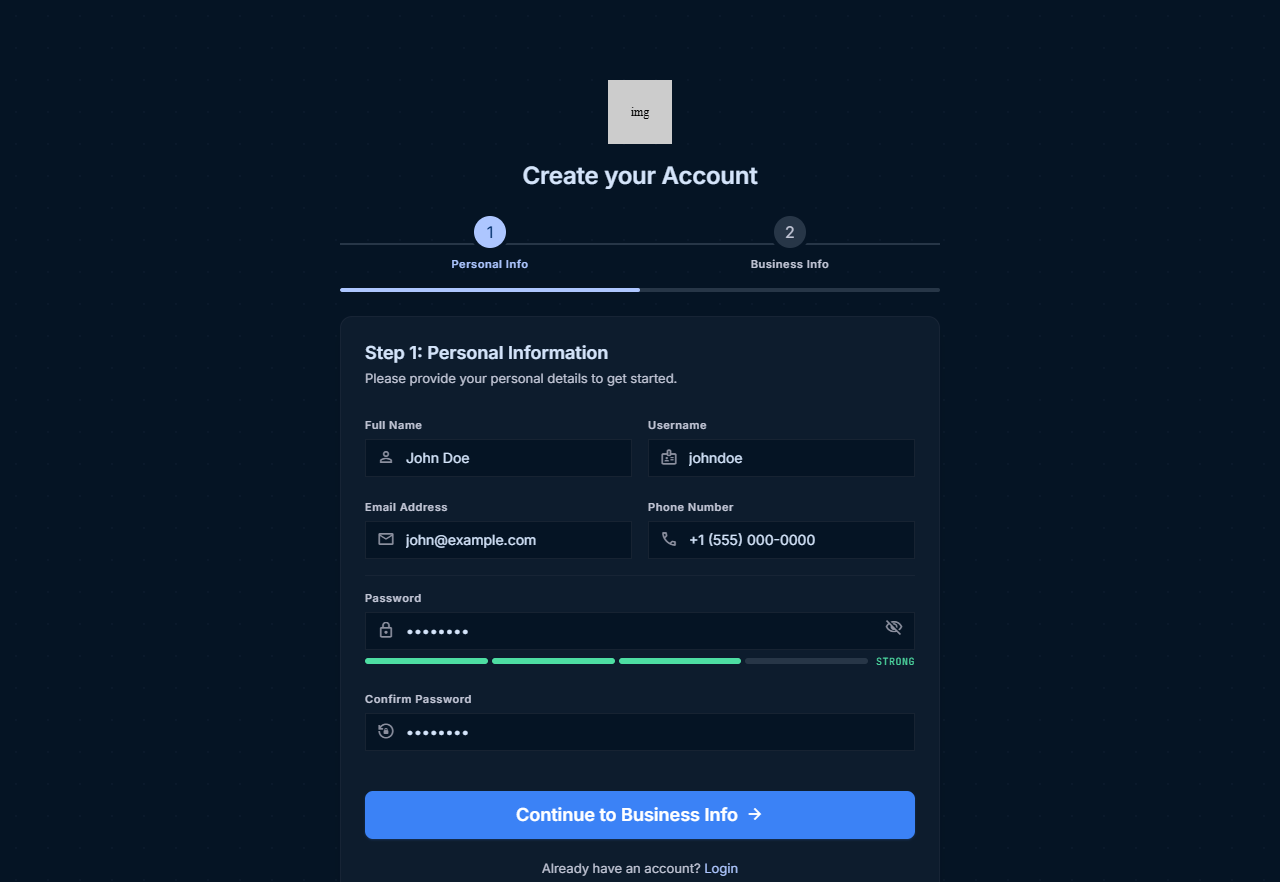 img
Create your Account
1
2
Personal Info
Business Info
Step 1: Personal Information
Please provide your personal details to get started.
Full Name
Username
John Doe
johndoe
Email Address
Phone Number
john@example.com
+1 (555) 000-0000
Password
••••••••
STRONG
Confirm Password
••••••••
Continue to Business Info →
Already have an account? Login